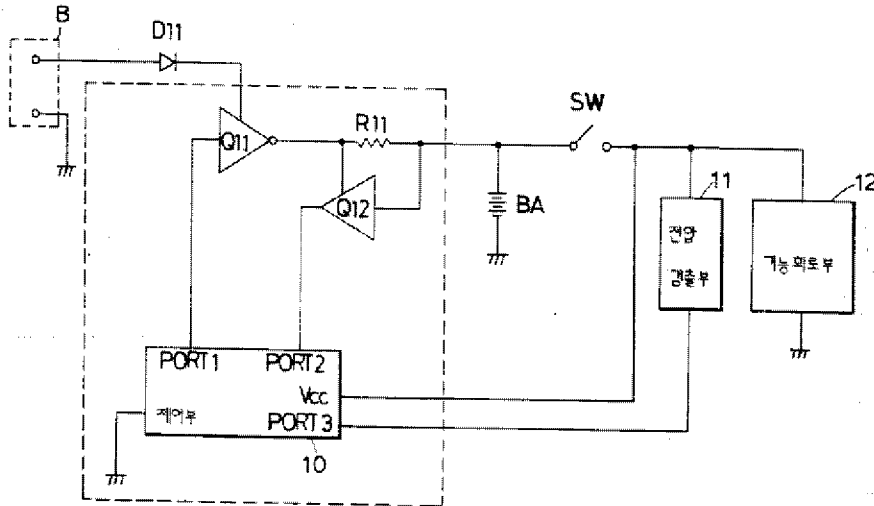 B
D11
SW
Q11
R11
Q12
BA
11
12
전압
검출부
기능회로부
PORT1
PORT2
Vcc
제어부
PORT3
10